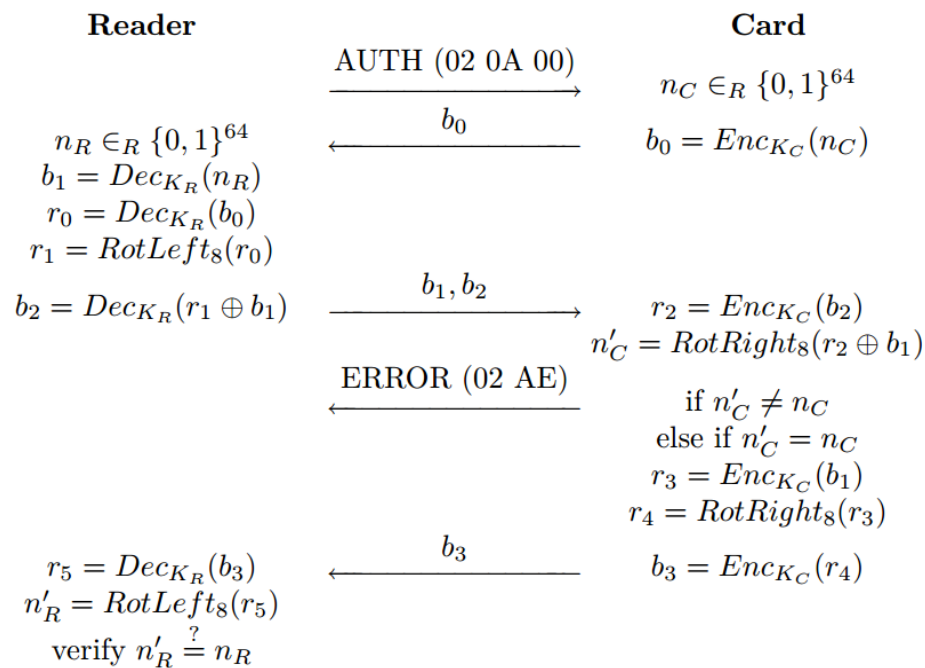 Reader Card
AUTH (02 0A 00)
n_C ∈_R {0, 1}^64
b_0
n_R ∈_R {0, 1}^64
b_0 = Enc_{K_C}(n_C)
b_1 = Dec_{K_R}(n_R)
r_0 = Dec_{K_R}(b_0)
r_1 = RotLeft_8(r_0)
b_2 = Dec_{K_R}(r_1 ⊕ b_1)
b_1, b_2
r_2 = Enc_{K_C}(b_2)
n'_C = RotRight_8(r_2 ⊕ b_1)
ERROR (02 AE)
if n'_C ≠ n_C
else if n'_C = n_C
r_3 = Enc_{K_C}(b_1)
r_4 = RotRight_8(r_3)
b_3
r_5 = Dec_{K_R}(b_3)
b_3 = Enc_{K_C}(r_4)
n'_R = RotLeft_8(r_5)
verify n'_R ≟ n_R